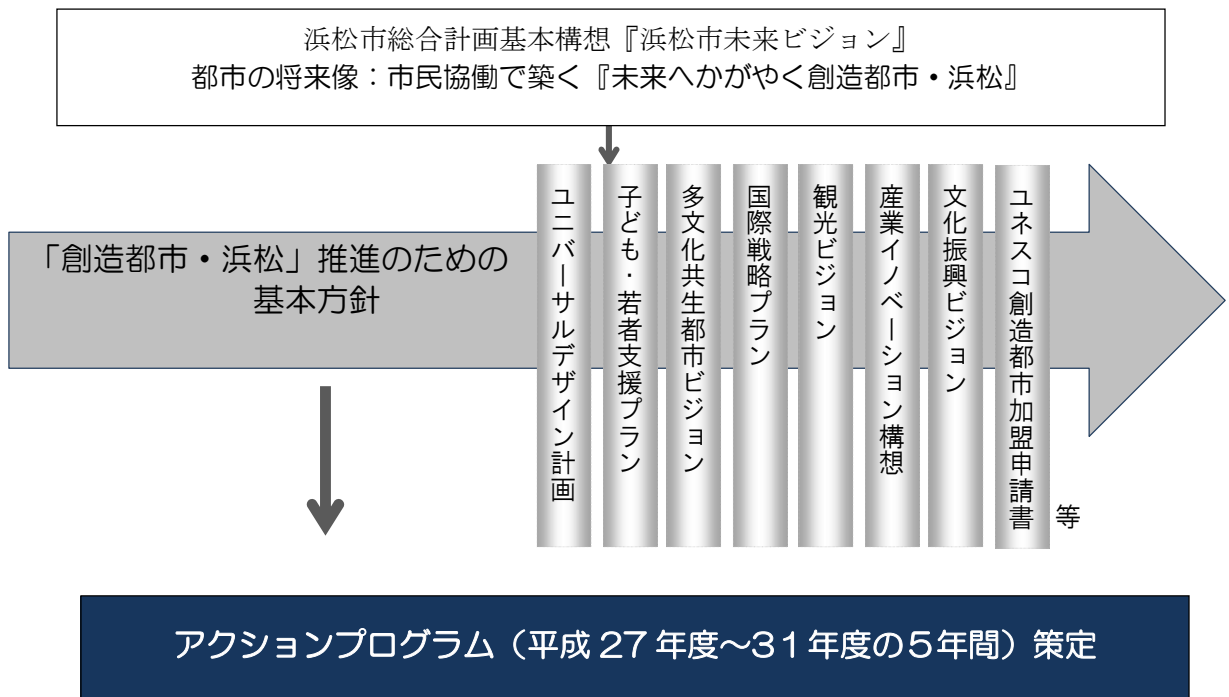 浜松市総合計画基本構想『浜松市未来ビジョン』
都市の将来像：市民協働で築く『未来へかがやく創造都市・浜松』
「創造都市・浜松」推進のための
基本方針
ユニバーサルデザイン計画
子ども・若者支援プラン
多文化共生都市ビジョン
国際戦略プラン
観光ビジョン
産業イノベーション構想
文化振興ビジョン
ユネスコ創造都市加盟申請書
等
アクションプログラム（平成27年度～31年度の5年間）策定